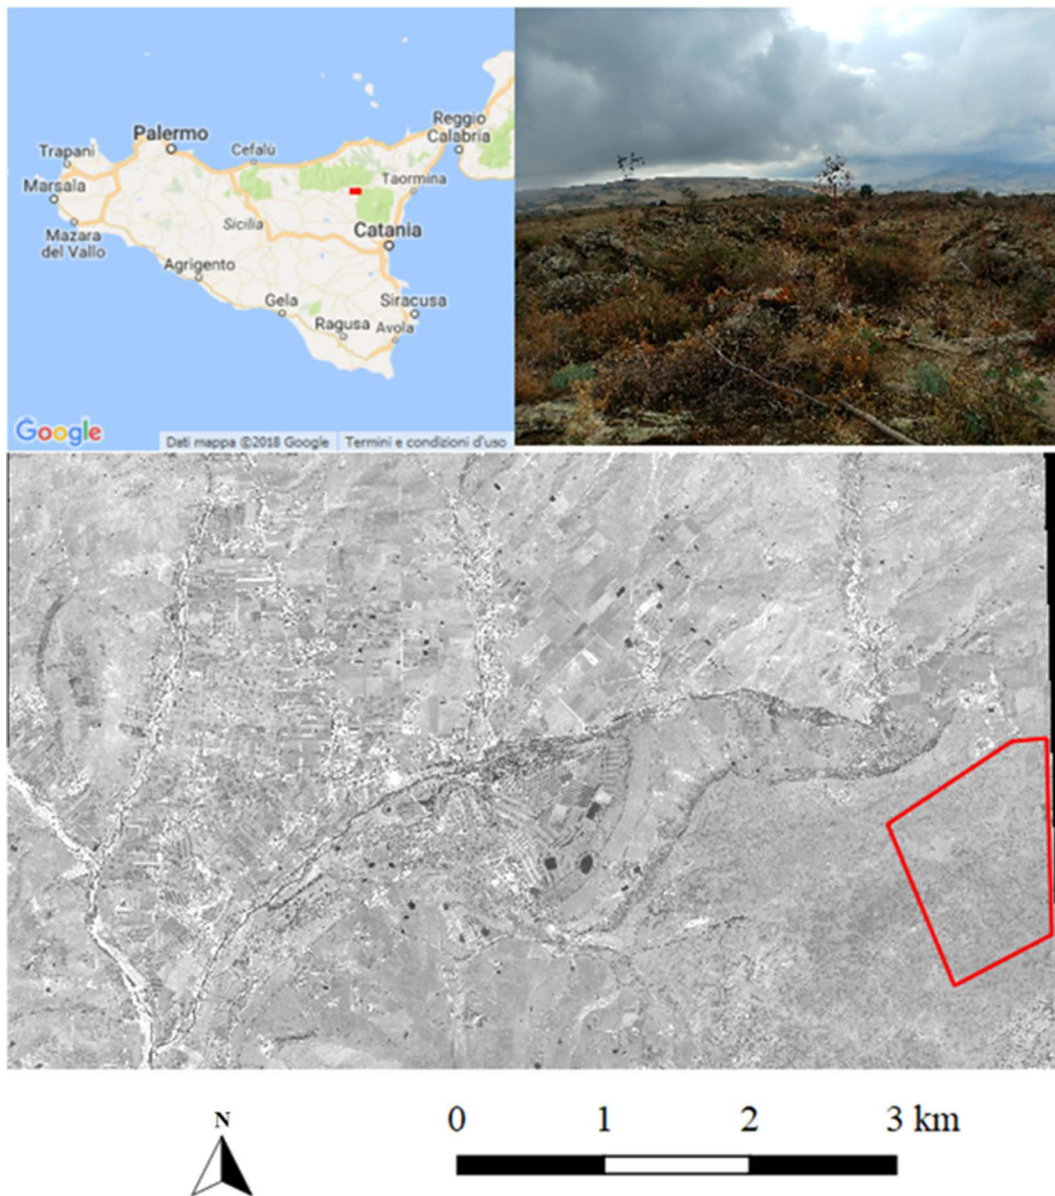 Reggio
Calabria
Palermo
Cefalù
Trapani
Taormina
Marsala
Sicilia
Catania
Mazara
del Vallo
Agrigento
Gela
Siracusa
Ragusa
Avola
Google
Dati mappa ©2018 Google
Termini e condizioni d'uso
N
0 1 2 3 km